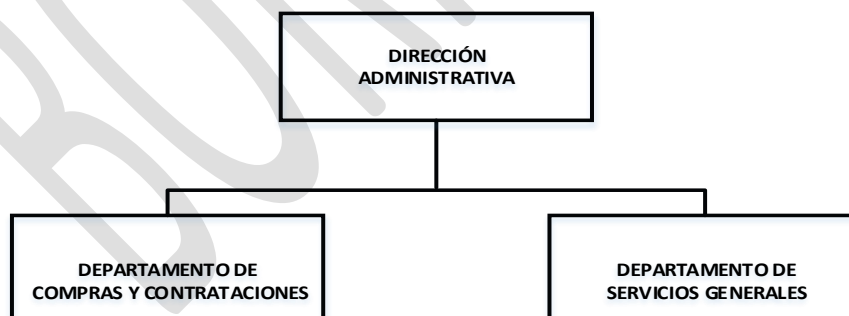 DIRECCIÓN
ADMINISTRATIVA
DEPARTAMENTO DE
COMPRAS Y CONTRATACIONES
DEPARTAMENTO DE
SERVICIOS GENERALES